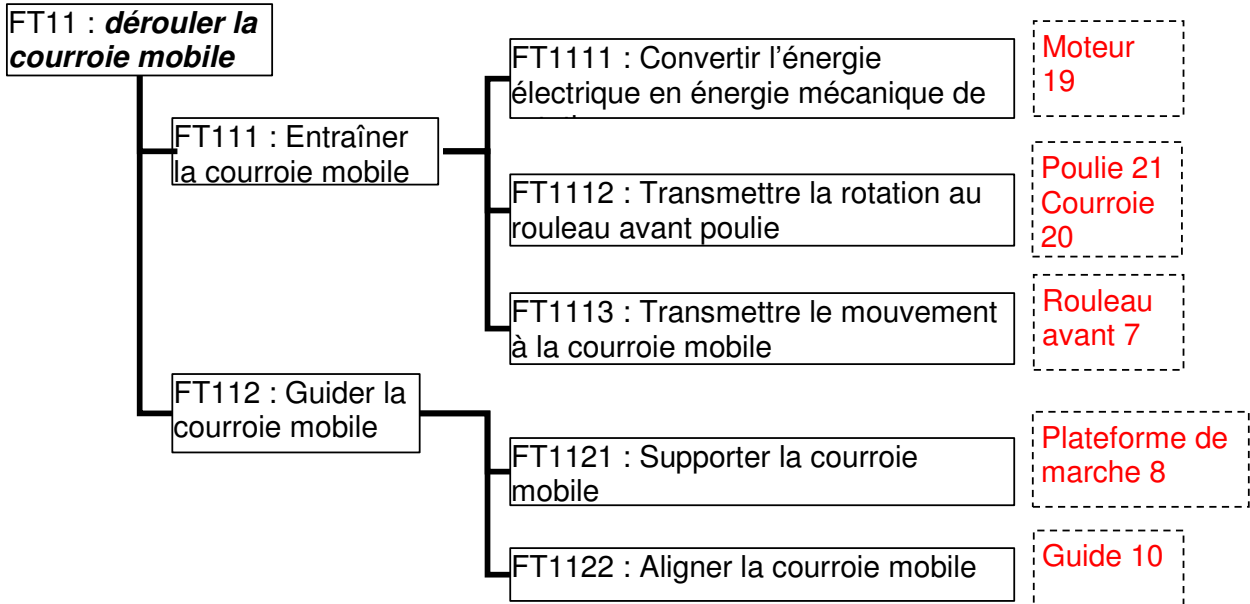 FT11 : dérouler la
courroie mobile
FT111 : Entraîner
la courroie mobile
FT1111 : Convertir l’énergie
électrique en énergie mécanique de
Moteur
19
FT1112 : Transmettre la rotation au
rouleau avant poulie
Poulie 21
Courroie
20
FT1113 : Transmettre le mouvement
à la courroie mobile
Rouleau
avant 7
FT112 : Guider la
courroie mobile
FT1121 : Supporter la courroie
mobile
Plateforme de
marche 8
FT1122 : Aligner la courroie mobile
Guide 10